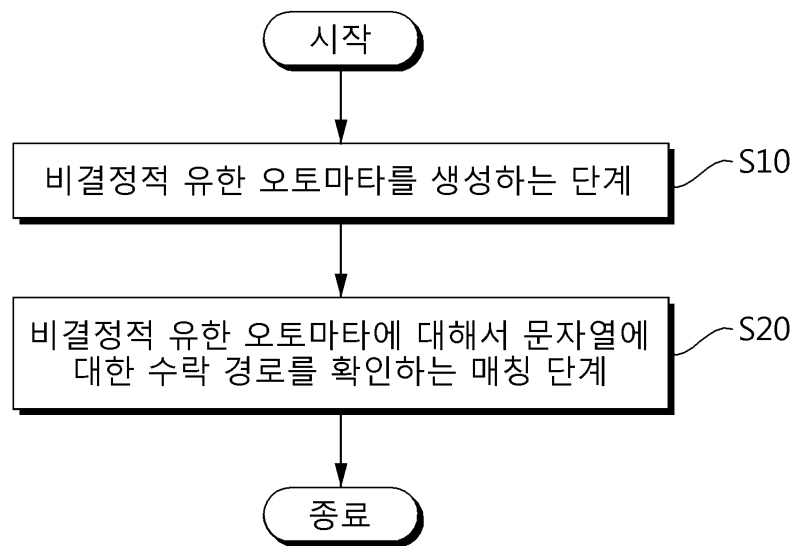 시작
비결정적 유한 오토마타를 생성하는 단계
S10
비결정적 유한 오토마타에 대해서 문자열에
대한 수락 경로를 확인하는 매칭 단계
S20
종료